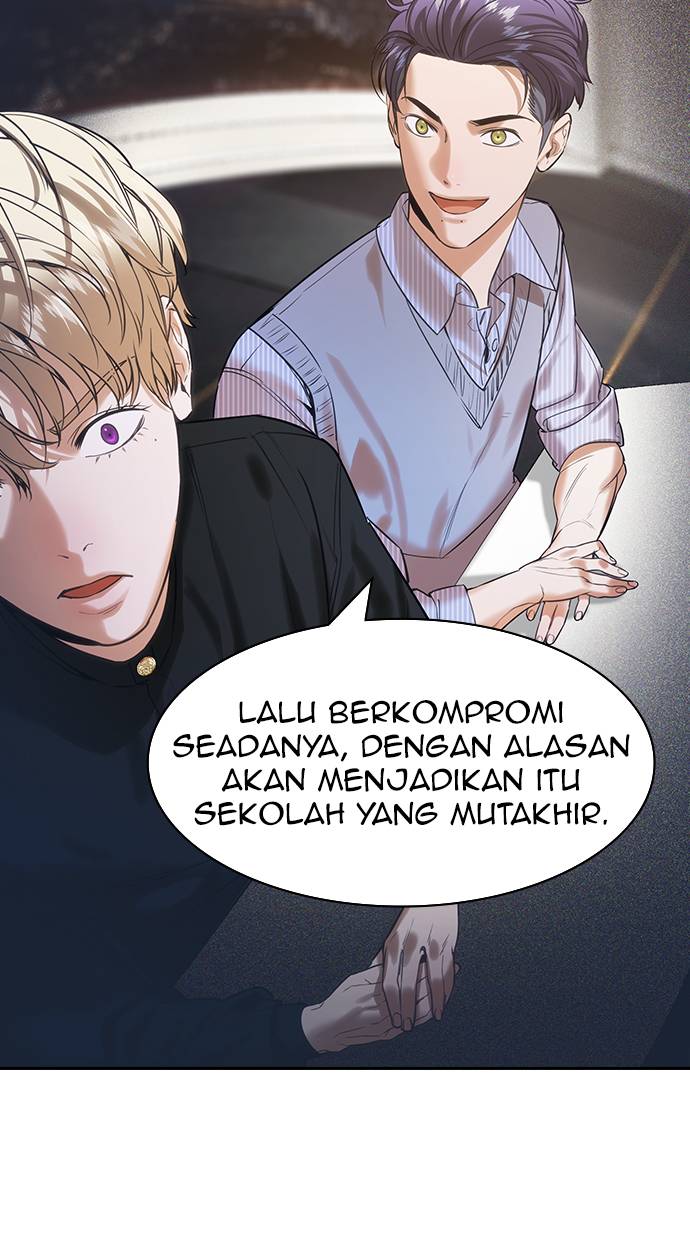 LALU BERKOMPROMI
SEADANYA, DENGAN ALASAN
AKAN MENJADIKAN ITU
SEKOLAH YANG MUTAKHIR.